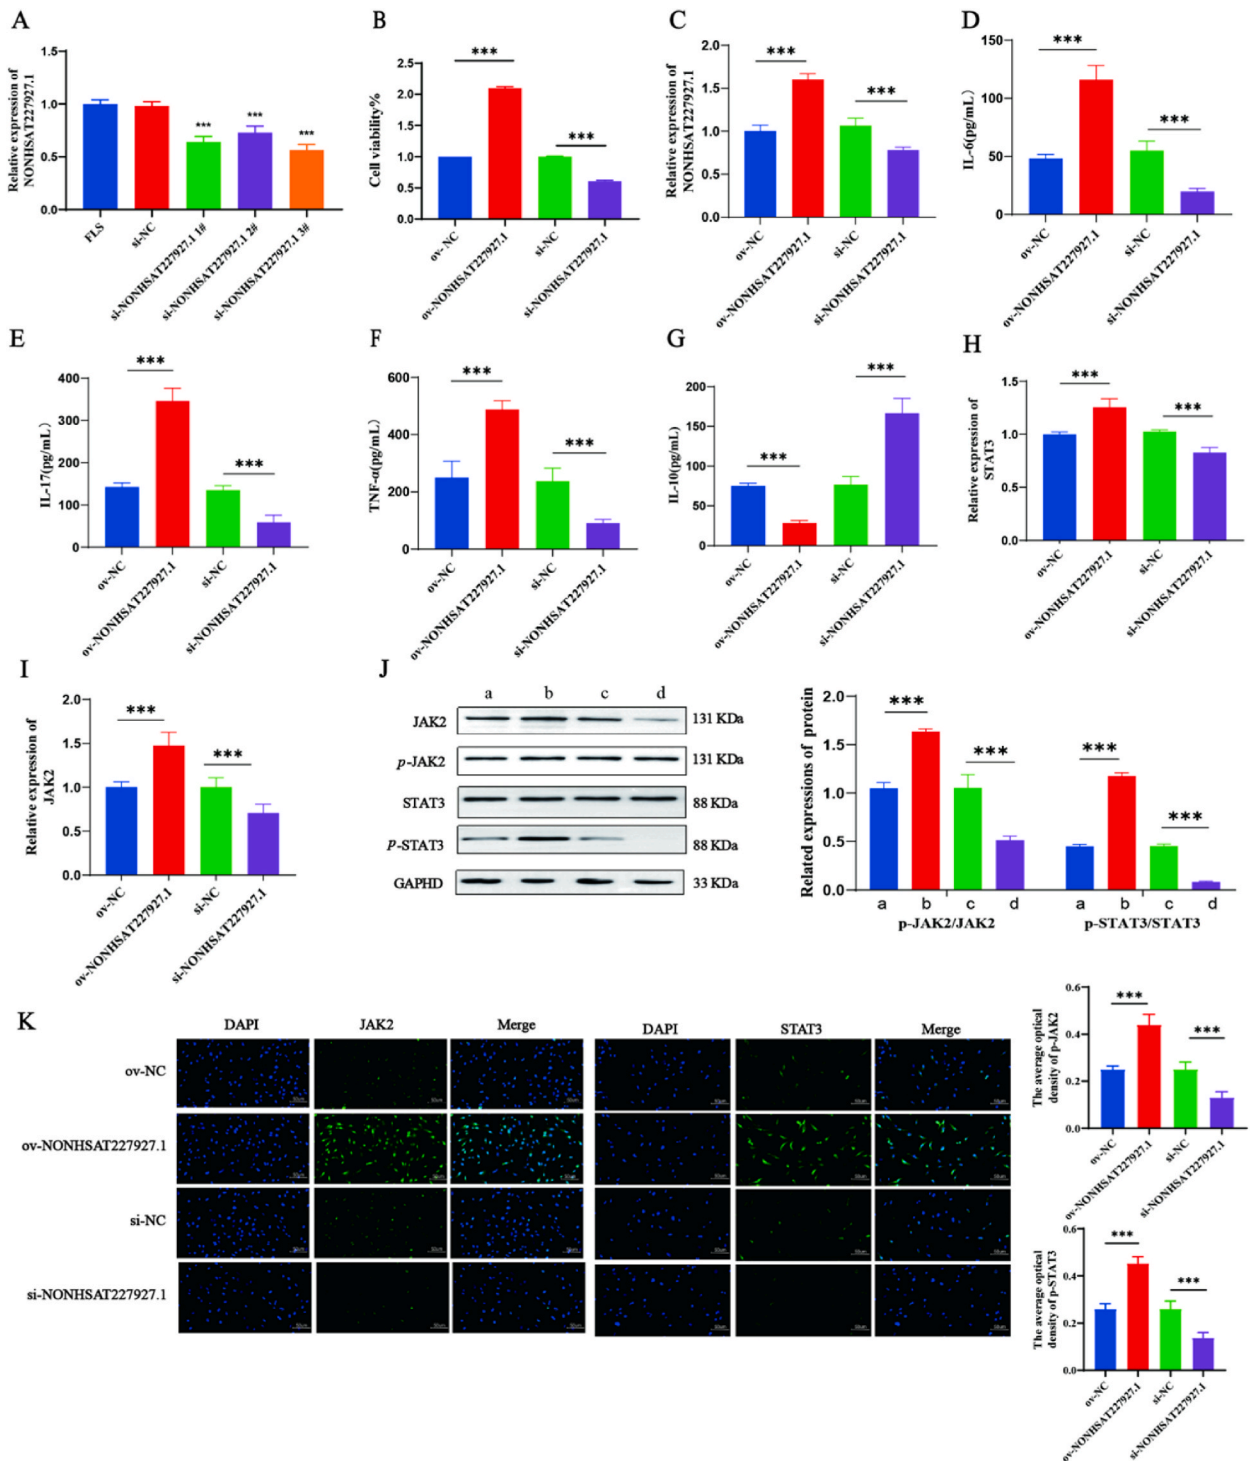 A
Relative expression of
NONHSAT227927.1
1.5
1.0
0.5
0.0
***
***
***
FLS
si-NC
si-NONHSAT227927.1 1#
si-NONHSAT227927.1 2#
si-NONHSAT227927.1 3#
B
Cell viability%
2.5
2.0
1.5
1.0
0.5
0.0
***
***
ov- NC
ov-NONHSAT227927.1
si-NC
si-NONHSAT227927.1
C
Relative expression of
NONHSAT227927.1
2.0
1.5
1.0
0.5
0.0
***
***
ov-NC
ov-NONHSAT227927.1
si-NC
si-NONHSAT227927.1
D
IL-6(pg/mL)
150
100
50
0
***
***
ov-NC
ov-NONHSAT227927.1
si-NC
si-NONHSAT227927.1
E
IL-17(pg/mL)
400
300
200
100
0
***
***
ov-NC
ov-NONHSAT227927.1
si-NC
si-NONHSAT227927.1
F
TNF-α(pg/mL)
600
400
200
0
***
***
ov-NC
ov-NONHSAT227927.1
si-NC
si-NONHSAT227927.1
G
IL-10(pg/mL)
200
150
100
50
0
***
***
ov-NC
ov-NONHSAT227927.1
si-NC
si-NONHSAT227927.1
H
Relative expression of
STAT3
1.5
1.0
0.5
0.0
***
***
ov-NC
ov-NONHSAT227927.1
si-NC
si-NONHSAT227927.1
I
Relative expression of
JAK2
2.0
1.5
1.0
0.5
0.0
***
***
ov-NC
ov-NONHSAT227927.1
si-NC
si-NONHSAT227927.1
J
a b c d
JAK2 131 KDa
p-JAK2 131 KDa
STAT3 88 KDa
P-STAT3 88 KDa
GAPHD 33 KDa
Related expressions of protein
2.0
1.5
1.0
0.5
0.0
***
***
***
***
a b c d a b c d
p-JAK2/JAK2 p-STAT3/STAT3
K
DAPI JAK2 Merge DAPI STAT3 Merge
ov-NC
ov-NONHSAT227927.1
si-NC
si-NONHSAT227927.1
The average optical
density of p-JAK2
0.6
0.4
0.2
0.0
***
***
ov-NC
ov-NONHSAT227927.1
si-NC
si-NONHSAT227927.1
The average optical
density of p-STAT3
0.6
0.4
0.2
0.0
***
***
ov-NC
ov-NONHSAT227927.1
si-NC
si-NONHSAT227927.1